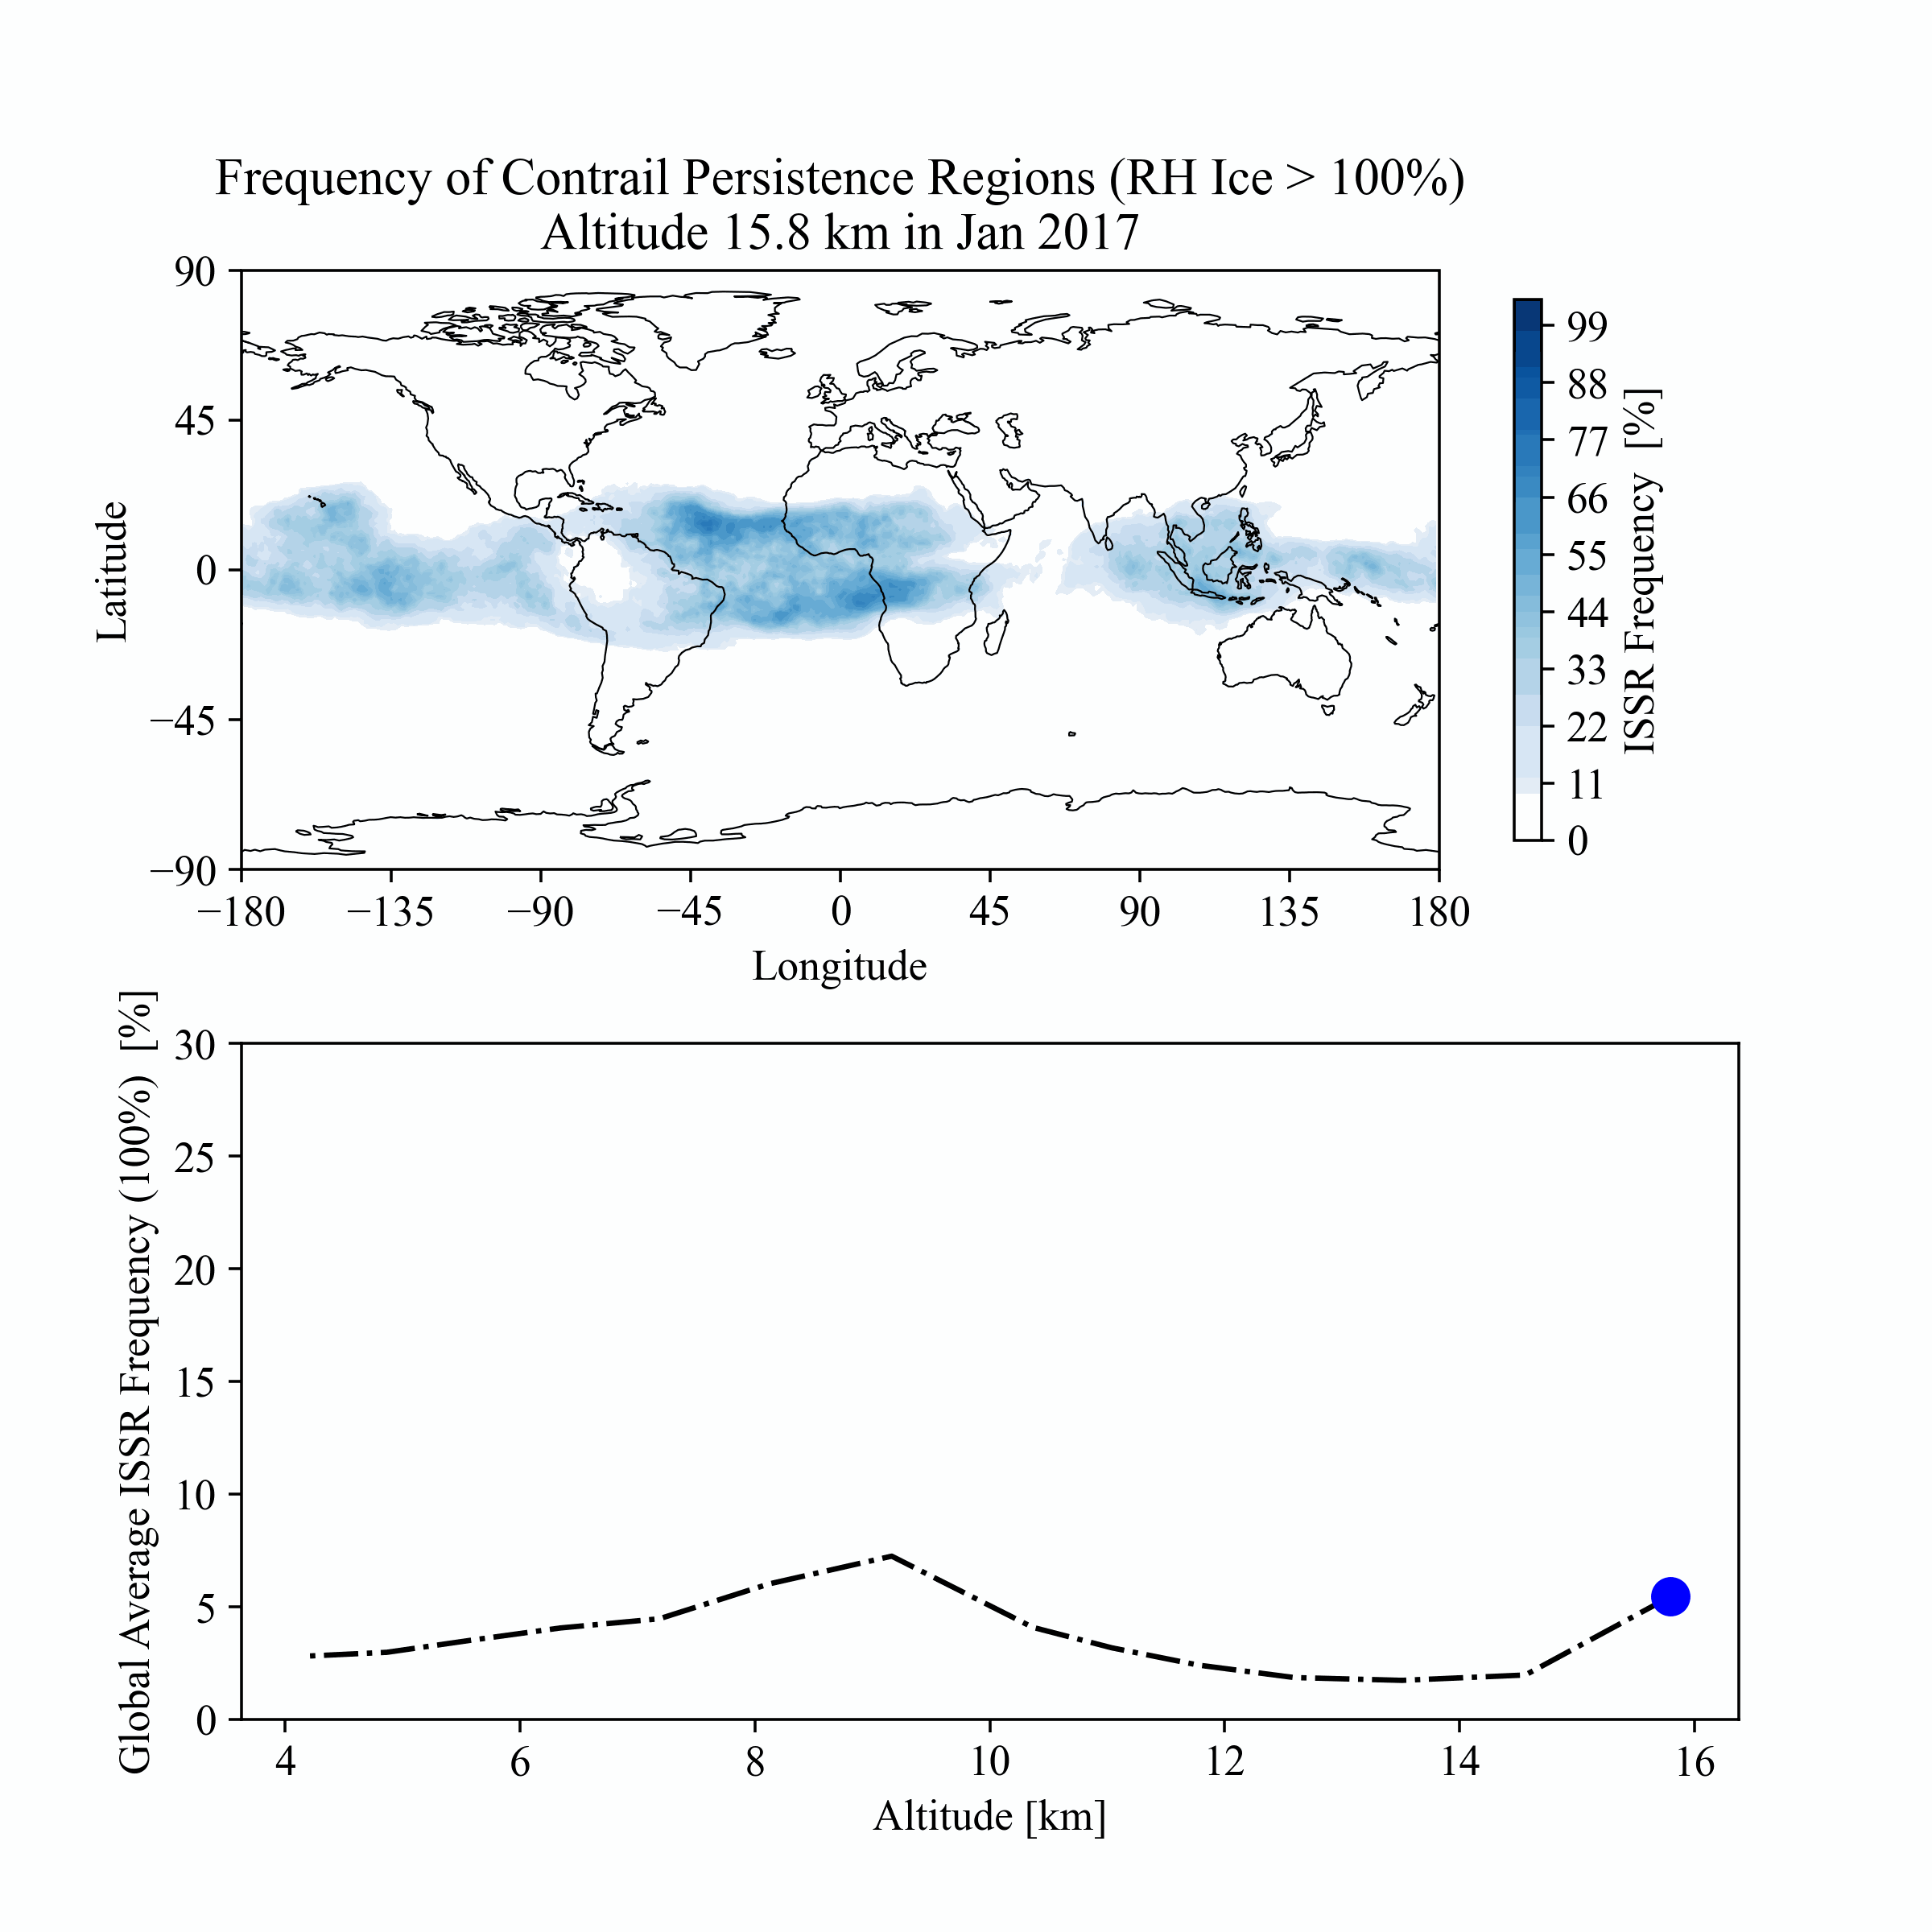 Frequency of Contrail Persistence Regions (RH Ice > 100%)
Altitude 15.8 km in Jan 2017
90
45
0
−45
−90
Latitude
−180 −135 −90 −45 0 45 90 135 180
Longitude
99
88
77
66
55
44
33
22
11
0
ISSR Frequency [%]
30
25
20
15
10
5
0
Global Average ISSR Frequency (100%) [%]
4 6 8 10 12 14 16
Altitude [km]